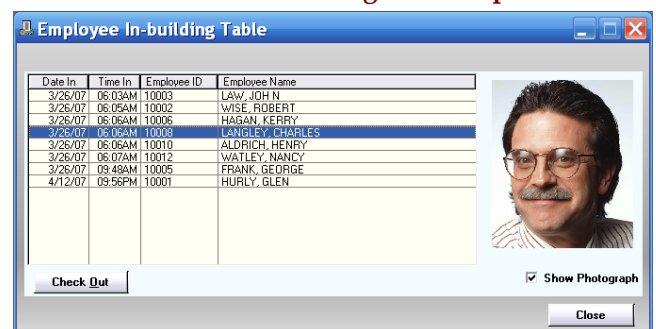 Employee In-building Table
Date In Time In Employee ID Employee Name
3/26/07 06:03AM 10003 LAW, JOH N
3/26/07 06:05AM 10002 WISE, ROBERT
3/26/07 06:06AM 10006 HAGAN, KERRY
3/26/07 06:06AM 10008 LANGLEY, CHARLES
3/26/07 06:06AM 10010 ALDRICH, HENRY
3/26/07 06:07AM 10012 WATLEY, NANCY
3/26/07 09:48AM 10005 FRANK, GEORGE
4/12/07 09:56PM 10001 HURLY, GLEN
Check Out
Show Photograph
Close